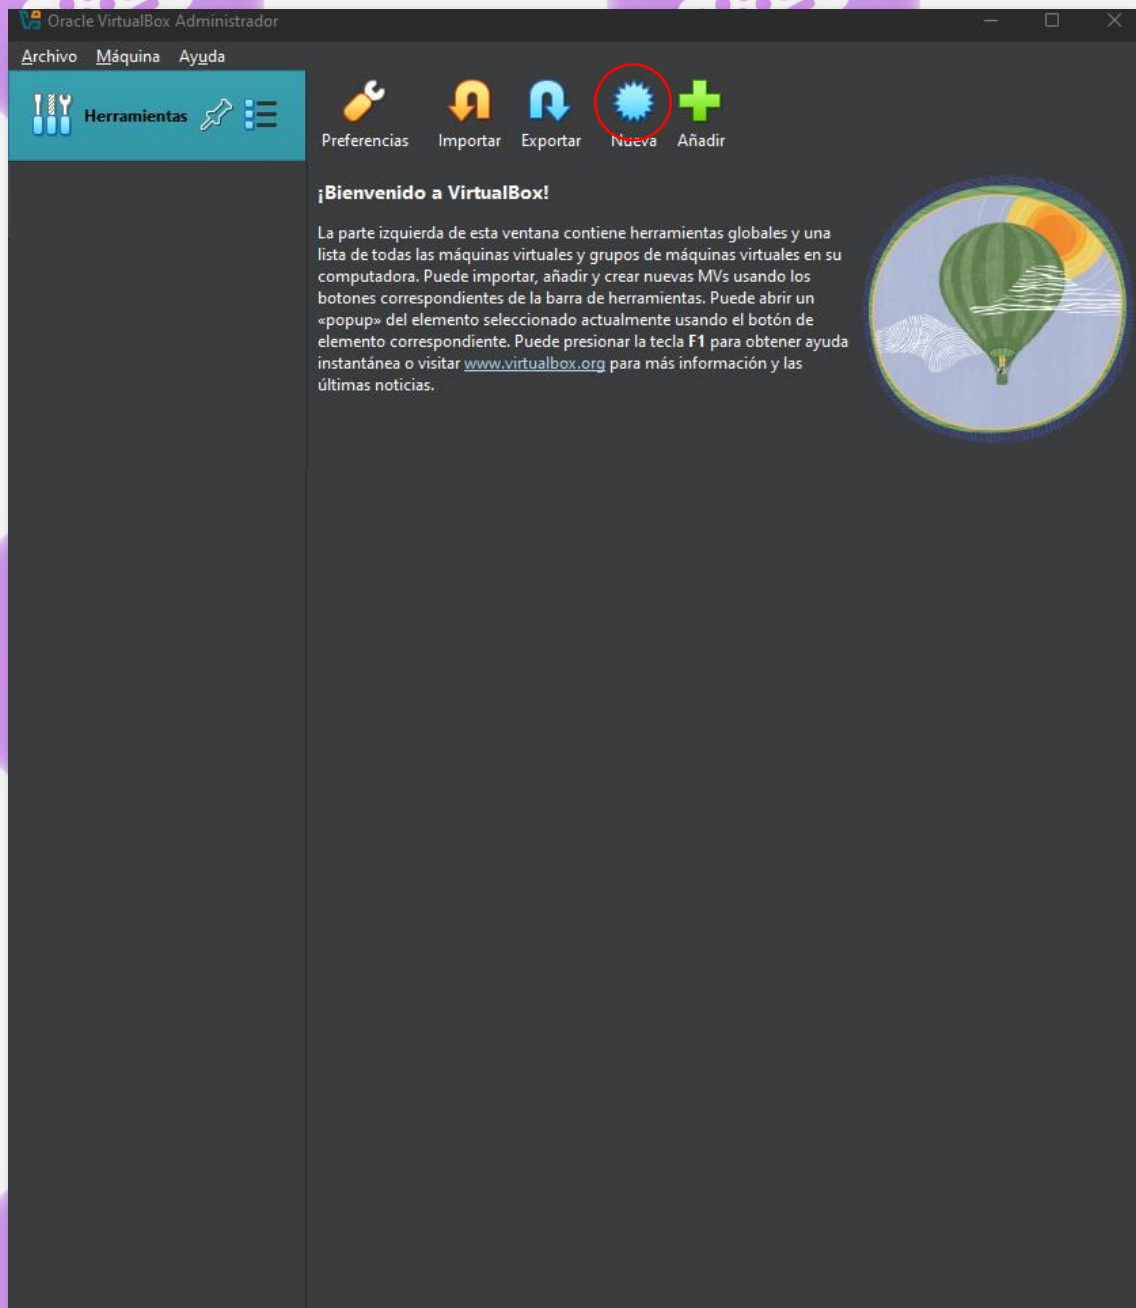 Oracle VirtualBox Administrador
Archivo Máquina Ayuda
Herramientas
Preferencias Importar Exportar Nueva Añadir
¡Bienvenido a VirtualBox!
La parte izquierda de esta ventana contiene herramientas globales y una
lista de todas las máquinas virtuales y grupos de máquinas virtuales en su
computadora. Puede importar, añadir y crear nuevas MVs usando los
botones correspondientes de la barra de herramientas. Puede abrir un
«popup» del elemento seleccionado actualmente usando el botón de
elemento correspondiente. Puede presionar la tecla F1 para obtener ayuda
instantánea o visitar www.virtualbox.org para más información y las
últimas noticias.